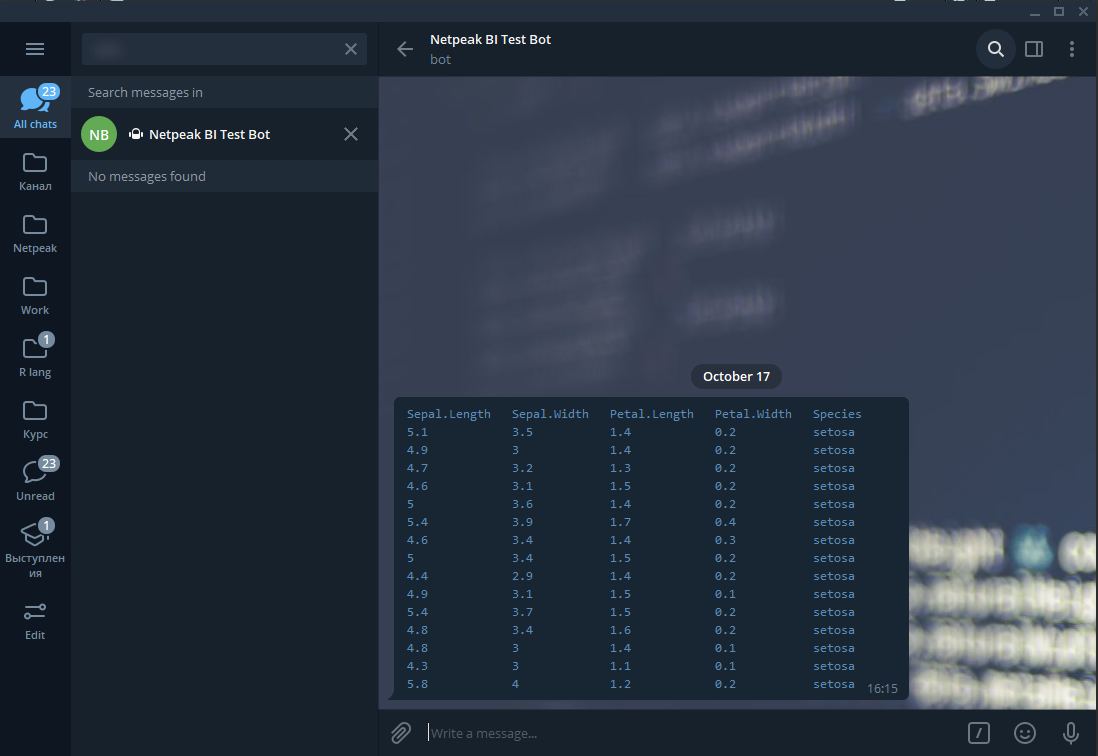 Netpeak BI Test Bot
bot
Search messages in
Netpeak BI Test Bot
NB
No messages found
23
All chats
Канал
Netpeak
Work
1
R lang
Курс
23
Unread
1
Выступлен
ия
Edit
October 17
Sepal.Length Sepal.Width Petal.Length Petal.Width Species
5.1 3.5 1.4 0.2 setosa
4.9 3 1.4 0.2 setosa
4.7 3.2 1.3 0.2 setosa
4.6 3.1 1.5 0.2 setosa
5 3.6 1.4 0.2 setosa
5.4 3.9 1.7 0.4 setosa
4.6 3.4 1.4 0.3 setosa
5 3.4 1.5 0.2 setosa
4.4 2.9 1.4 0.2 setosa
4.9 3.1 1.5 0.1 setosa
5.4 3.7 1.5 0.2 setosa
4.8 3.4 1.6 0.2 setosa
4.8 3 1.4 0.1 setosa
4.3 3 1.1 0.1 setosa
5.8 4 1.2 0.2 setosa
16:15
Write a message...